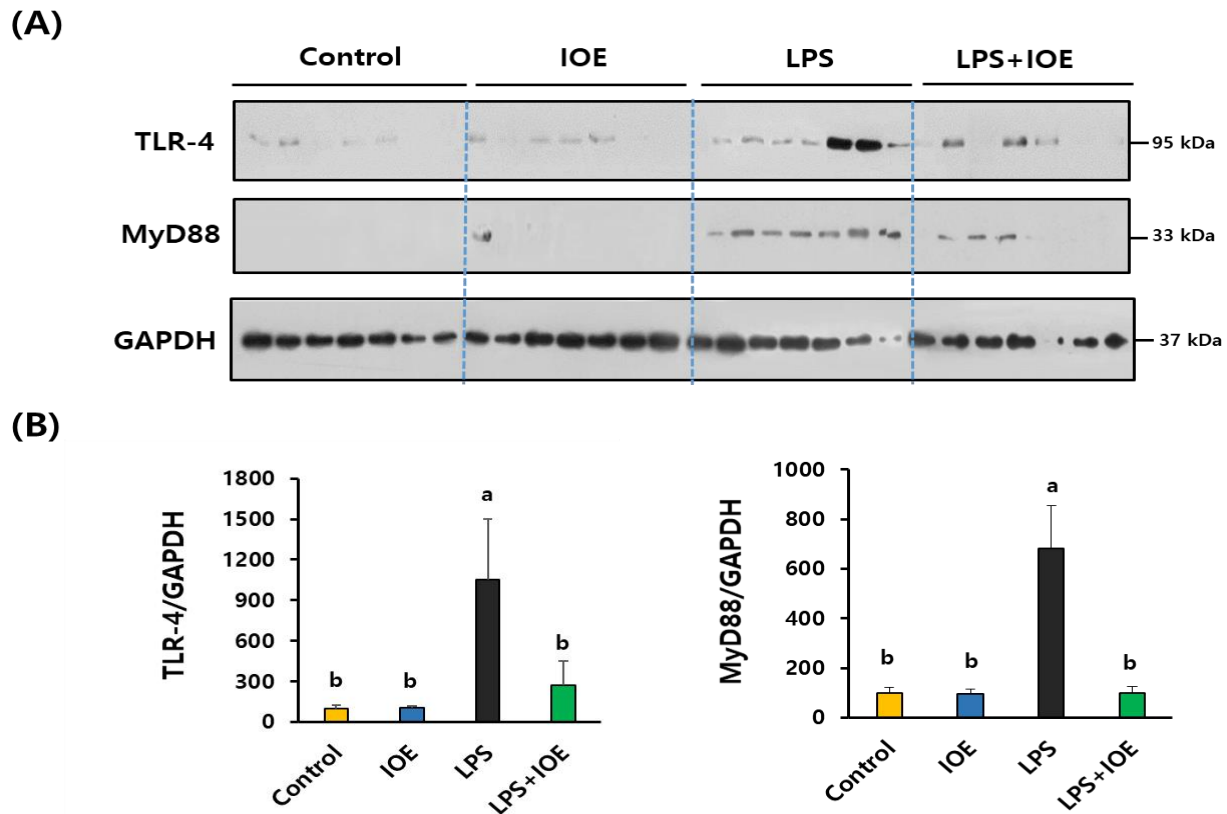 (A)
Control IOE LPS LPS+IOE
TLR-4 95 kDa
MyD88 33 kDa
GAPDH 37 kDa
(B)
TLR-4/GAPDH
1800
1500
1200
900
600
300
0
b b a b
Control IOE LPS LPS+IOE
MyD88/GAPDH
1000
800
600
400
200
0
b b a b
Control IOE LPS LPS+IOE